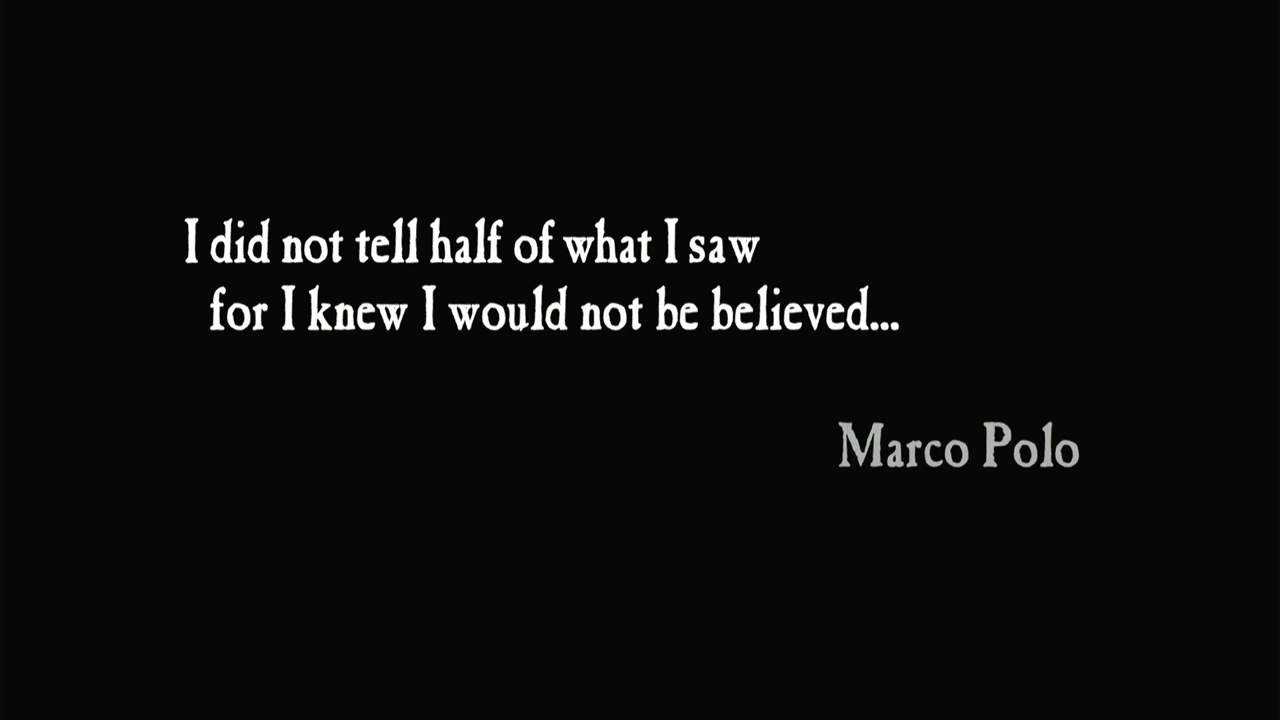 I did not tell half of what I saw
for I knew I would not be believed...
Marco Polo